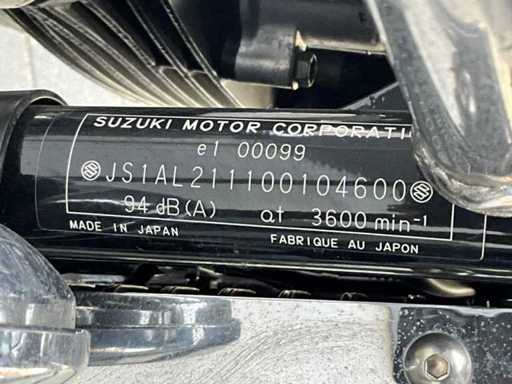 SUZUKI MOTOR CORPORATI
e1 00099
JS1AL211100104600
94 dB(A) at 3600 min-1
MADE IN JAPAN FABRIQUE AU JAPON